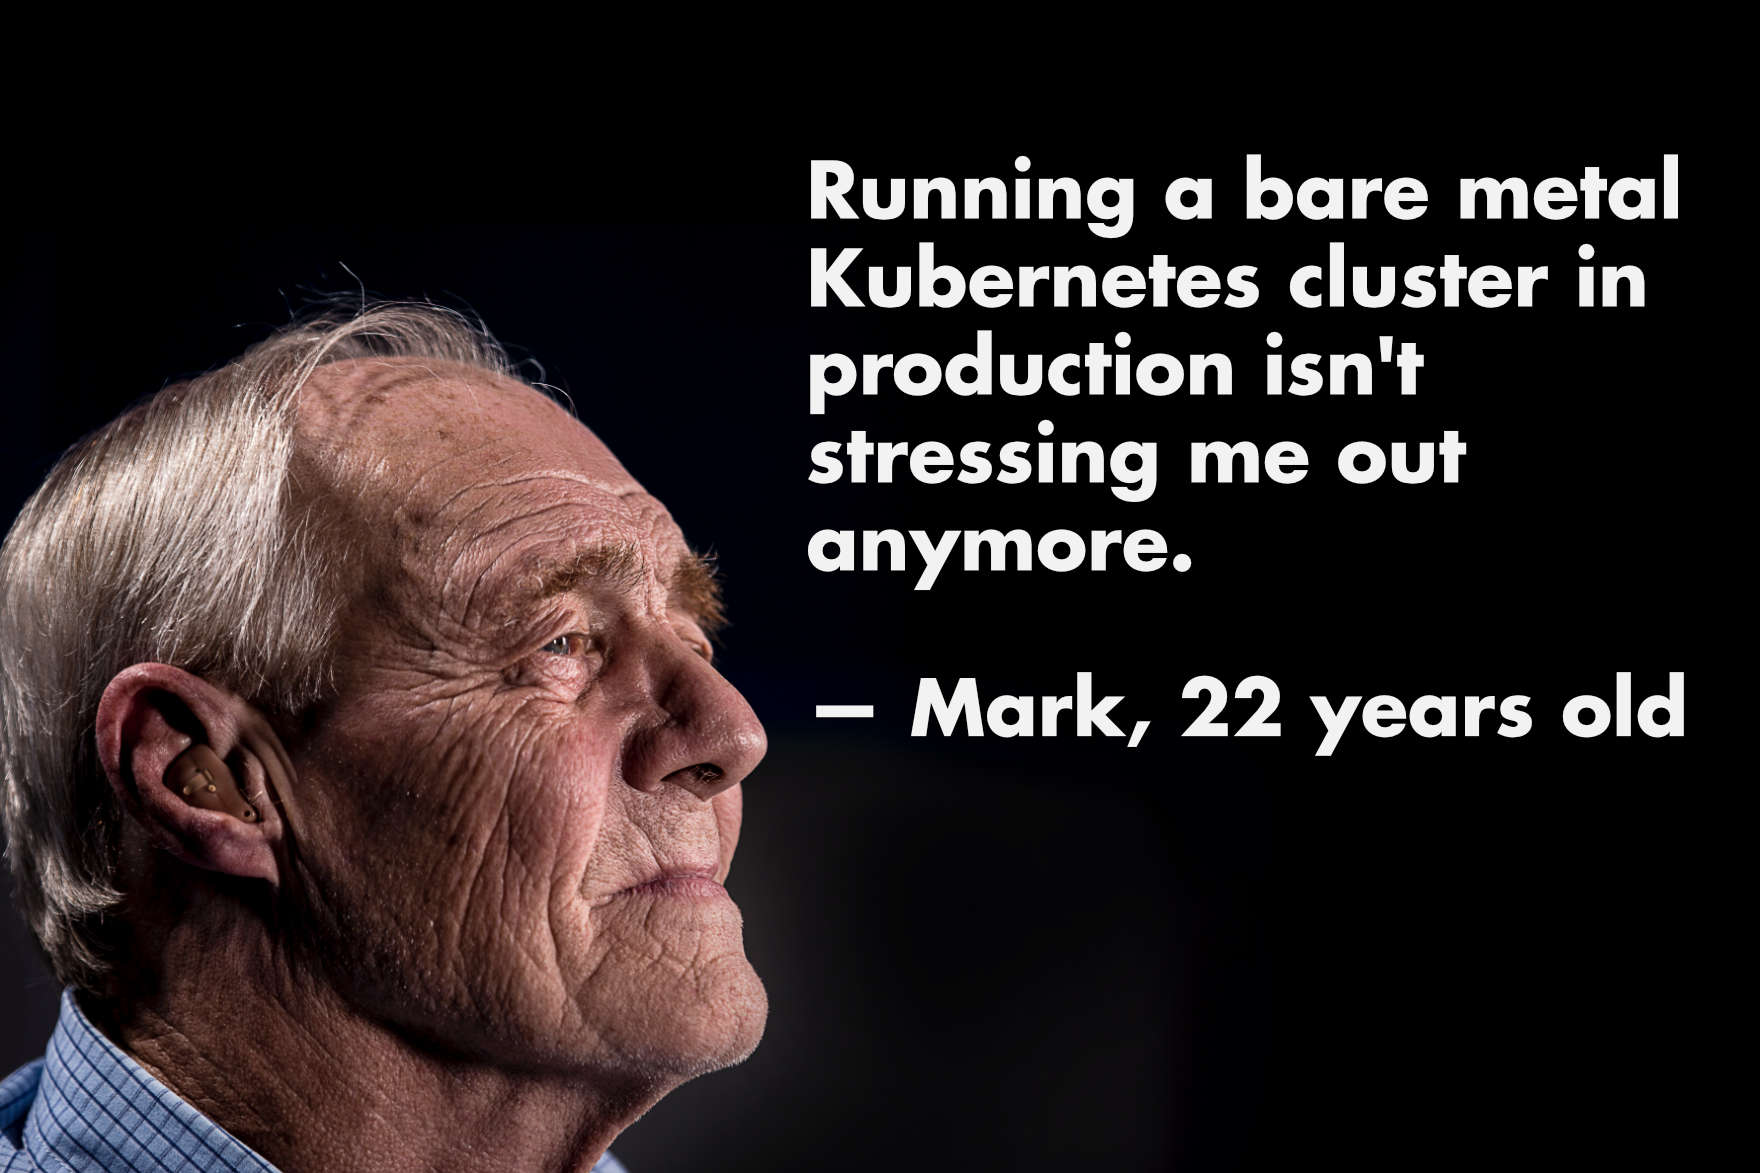 Running a bare metal
Kubernetes cluster in
production isn't
stressing me out
anymore.
— Mark, 22 years old